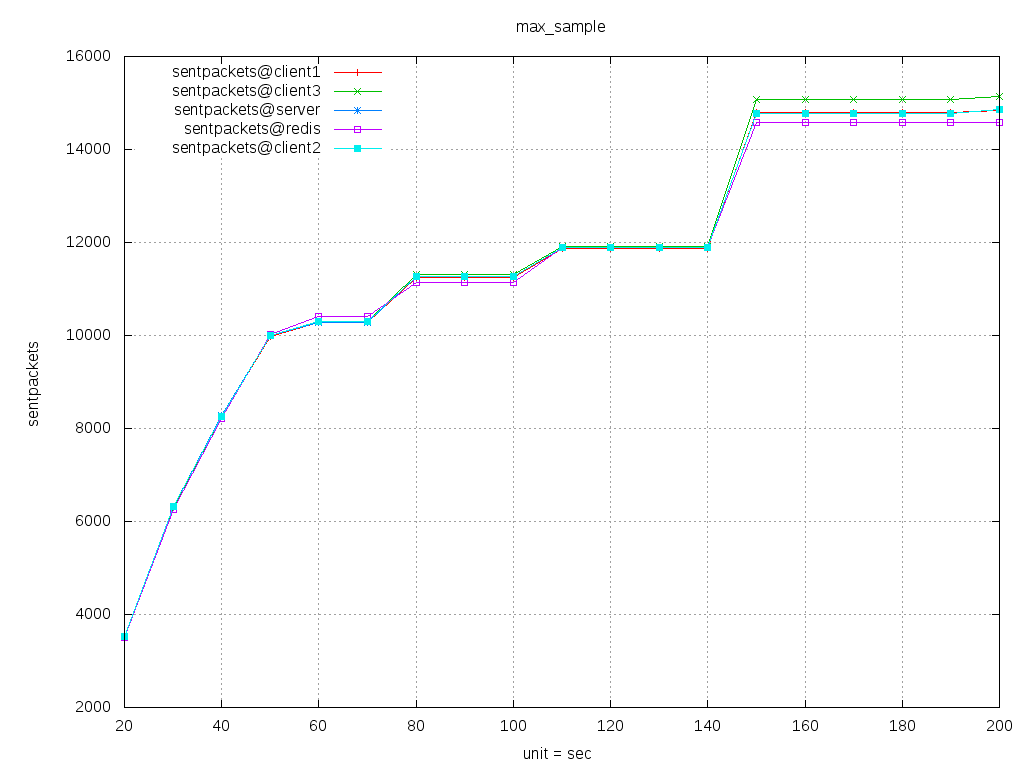 max_sample
16000
14000
12000
10000
8000
6000
4000
2000
sentpackets@client1
sentpackets@client3
sentpackets@server
sentpackets@redis
sentpackets@client2
sentpackets
20 40 60 80 100 120 140 160 180 200
unit = sec